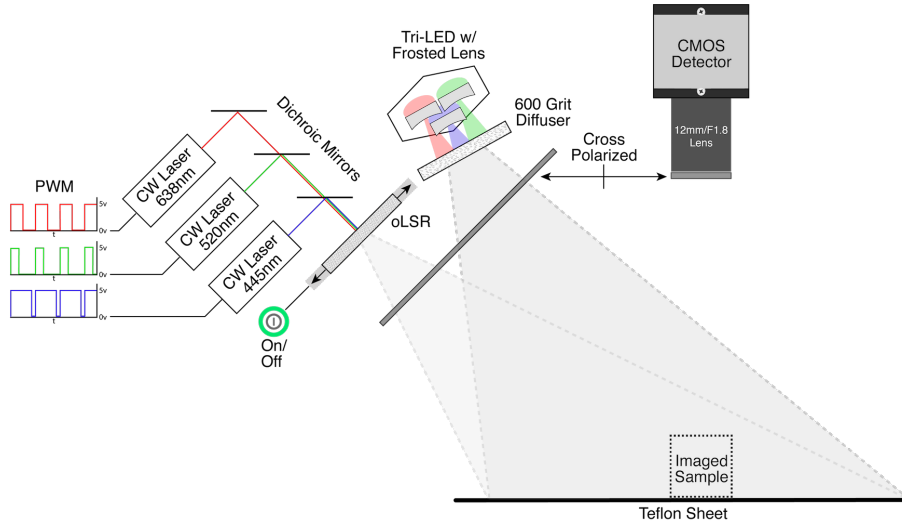 Tri-LED w/
Frosted Lens
CMOS
Detector
600 Grit
Diffuser
12mm/F1.8
Lens
Cross
Polarized
Dichroic Mirrors
PWM
CW Laser
638nm
5v
0v
t
CW Laser
520nm
5v
0v
t
CW Laser
445nm
5v
0v
t
oLSR
On/
Off
Imaged
Sample
Teflon Sheet